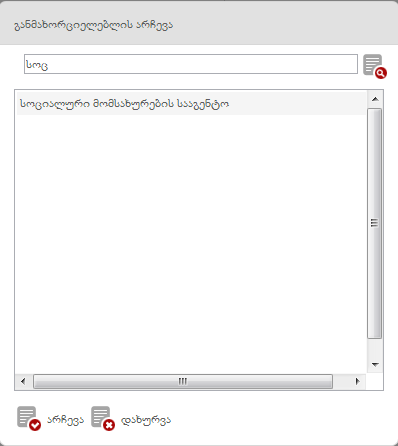 განმახორციელებლის არჩევა
სოც
სოციალური მომსახურების სააგენტო
არჩევა დახურვა